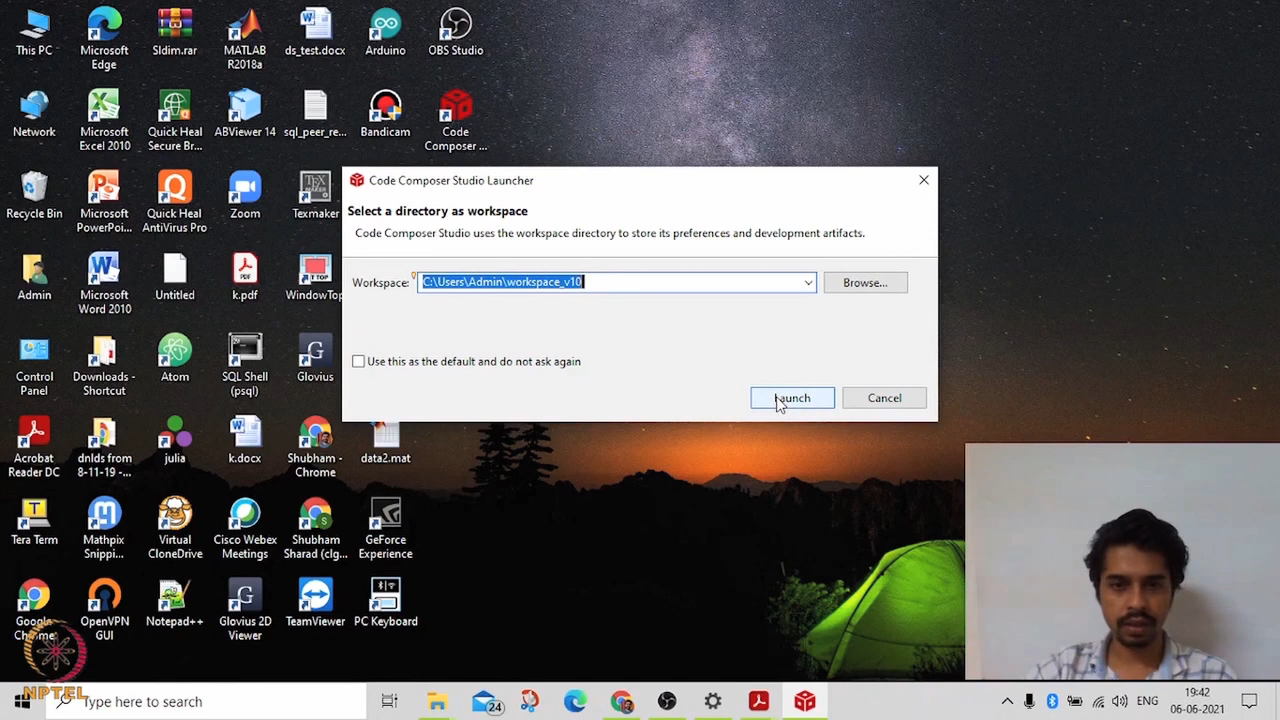 This PC
Microsoft
Edge
Sldim.rar
MATLAB
R2018a
ds_test.docx
Arduino
OBS Studio
Network
Microsoft
Excel 2010
Quick Heal
Secure Br...
ABViewer 14
sql_peer_re...
Bandicam
Code
Composer ...
Recycle Bin
Microsoft
PowerPoi...
Quick Heal
AntiVirus Pro
Zoom
TEX
MAKER
Texmaker
Code Composer Studio Launcher
Select a directory as workspace
Code Composer Studio uses the workspace directory to store its preferences and development artifacts.
Workspace:
C:\Users\Admin\workspace_v10
Browse...
Use this as the default and do not ask again
Launch
Cancel
Admin
Microsoft
Word 2010
Untitled
k.pdf
WindowTop
Control
Panel
Downloads -
Shortcut
Atom
SQL Shell
(psql)
Glovius
Acrobat
Reader DC
dnlds from
8-11-19 -...
julia
k.docx
Shubham -
Chrome
data2.mat
Tera Term
Mathpix
Snippi...
Virtual
CloneDrive
Cisco Webex
Meetings
Shubham
Sharad (clg...
GeForce
Experience
Google
Chrome
OpenVPN
GUI
Notepad++
Glovius 2D
Viewer
TeamViewer
PC Keyboard
NPTEL
Type here to search
24
ENG
19:42
06-06-2021